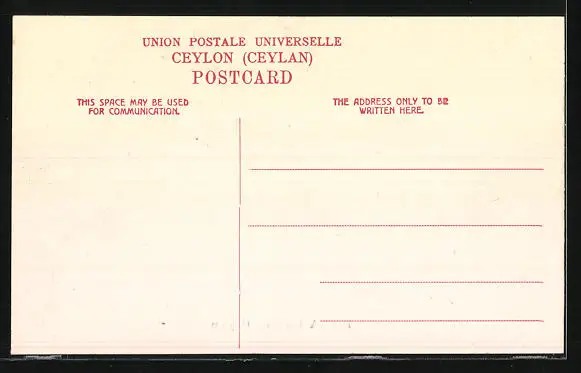 UNION POSTALE UNIVERSELLE
CEYLON (CEYLAN)
POSTCARD
THIS SPACE MAY BE USED
FOR COMMUNICATION.
THE ADDRESS ONLY TO BE
WRITTEN HERE.